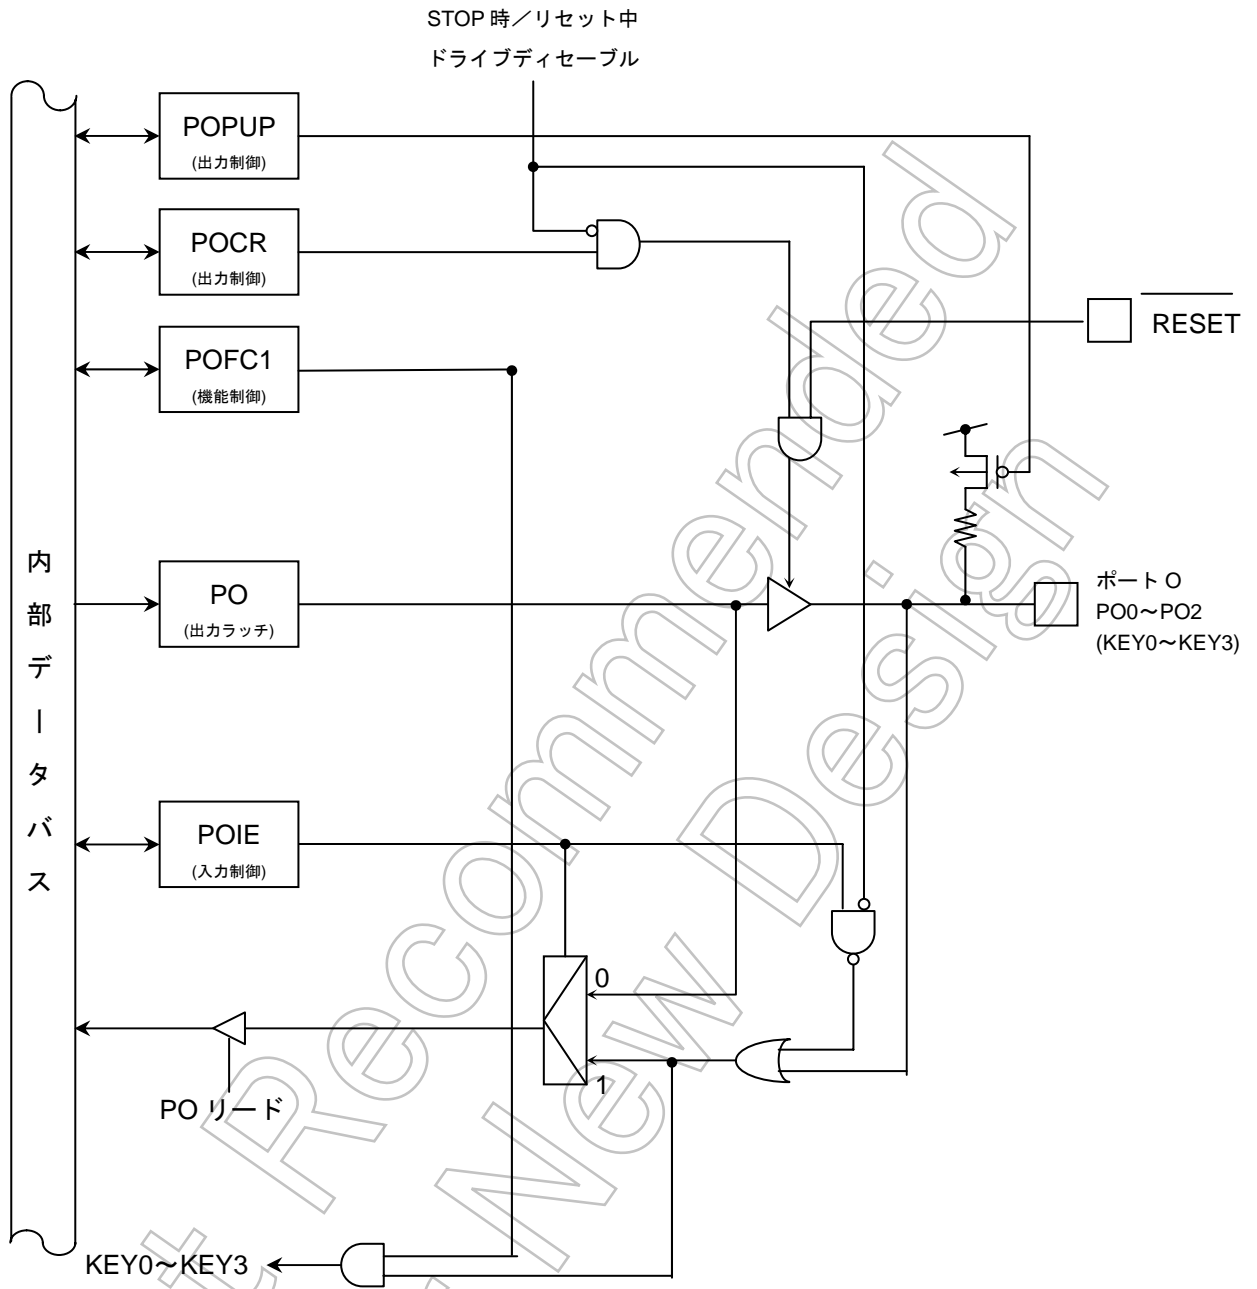 STOP 時／リセット中
ドライブディセーブル
POPUP
(出力制御)
POCR
(出力制御)
RESET
POFC1
(機能制御)
内部データバス
PO
(出力ラッチ)
ポート O
PO0～PO2
(KEY0～KEY3)
POIE
(入力制御)
0
1
PO リード
KEY0～KEY3
t Recommended
New Design